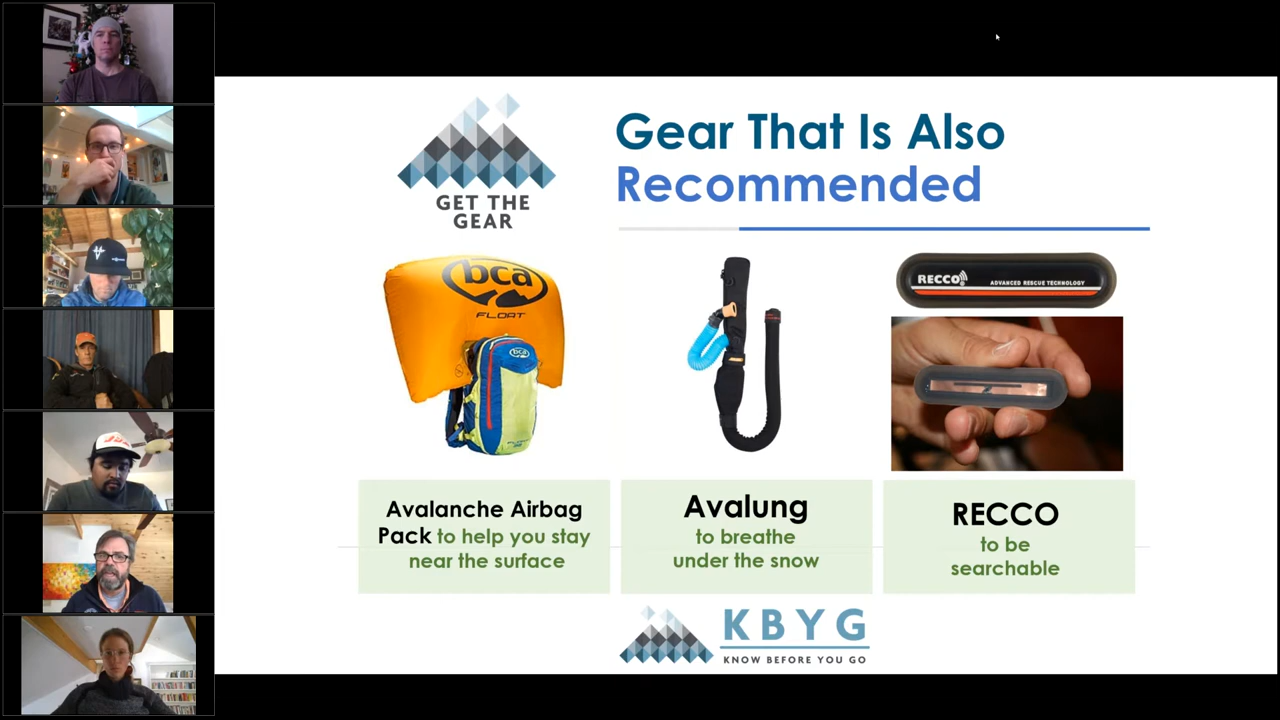 Gear That Is Also
Recommended
GET THE
GEAR
bca
FLOAT
bca
RECCO
ADVANCED RESCUE TECHNOLOGY
Avalanche Airbag
Pack to help you stay
near the surface
Avalung
to breathe
under the snow
RECCO
to be
searchable
KBYG
KNOW BEFORE YOU GO